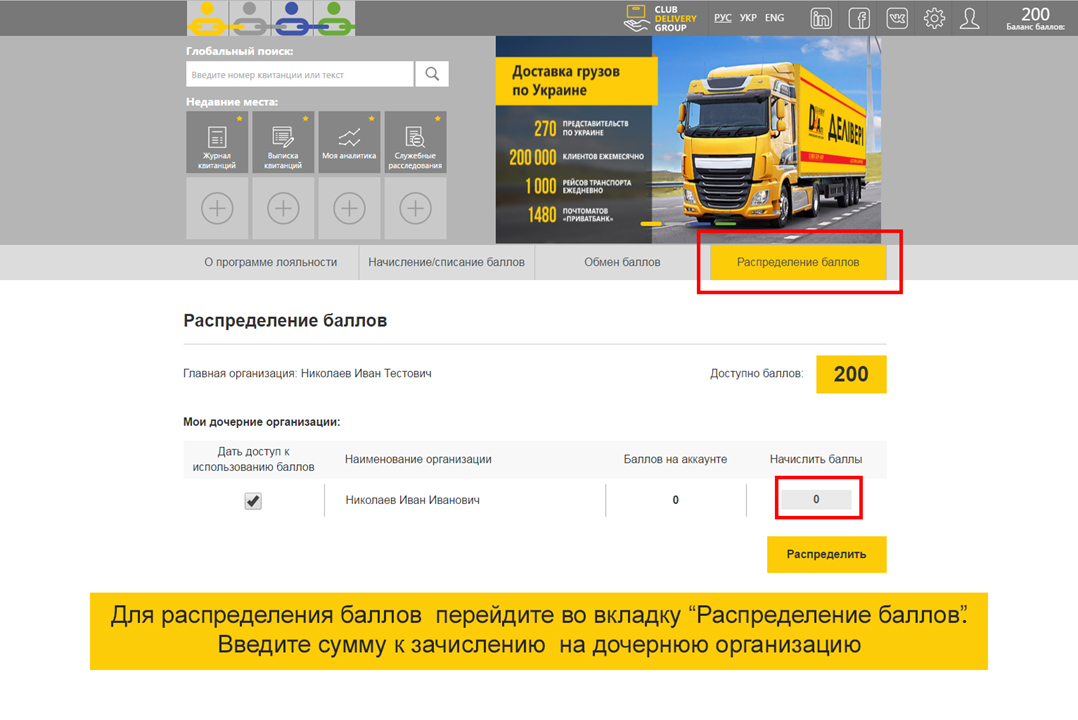 CLUB
DELIVERY
GROUP
РУС УКР ENG
200
Баланс баллов:
Глобальный поиск:
Введите номер квитанции или текст
Недавние места:
Журнал
квитанций
Выписка
квитанций
Моя аналитика
Служебные
расследования
Доставка грузов
по Украине
270 ПРЕДСТАВИТЕЛЬСТВ
ПО УКРАИНЕ
200 000 КЛИЕНТОВ ЕЖЕМЕСЯЧНО
1 000 РЕЙСОВ ТРАНСПОРТА
ЕЖЕДНЕВНО
1480 ПОЧТОМАТОВ
«ПРИВАТБАНК»
ДЕЛІВЕРІ
О программе лояльности
Начисление/списание баллов
Обмен баллов
Распределение баллов
Распределение баллов
Главная организация: Николаев Иван Тестович
Доступно баллов: 200
Мои дочерние организации:
Дать доступ к
использованию баллов
Наименование организации
Баллов на аккаунте
Начислить баллы
Николаев Иван Иванович
0
0
Распределить
Для распределения баллов перейдите во вкладку “Распределение баллов”.
Введите сумму к зачислению на дочернюю организацию